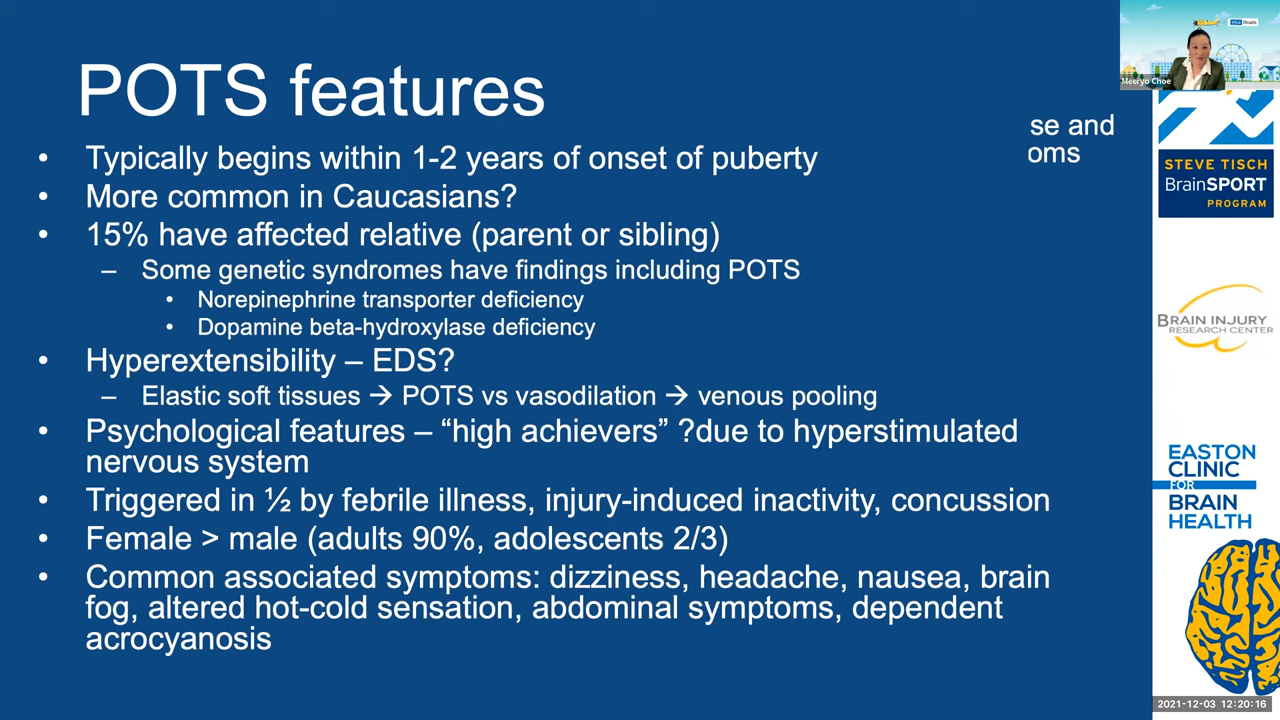 POTS features
• Typically begins within 1-2 years of onset of puberty
• More common in Caucasians?
• 15% have affected relative (parent or sibling)
– Some genetic syndromes have findings including POTS
• Norepinephrine transporter deficiency
• Dopamine beta-hydroxylase deficiency
• Hyperextensibility – EDS?
– Elastic soft tissues → POTS vs vasodilation → venous pooling
• Psychological features – “high achievers” ?due to hyperstimulated
nervous system
• Triggered in ½ by febrile illness, injury-induced inactivity, concussion
• Female > male (adults 90%, adolescents 2/3)
• Common associated symptoms: dizziness, headache, nausea, brain
fog, altered hot-cold sensation, abdominal symptoms, dependent
acrocyanosis
se and
oms
Meeryo Choe
STEVE TISCH
BrainSPORT
PROGRAM
BRAIN INJURY
RESEARCH CENTER
EASTON
CLINIC
FOR
BRAIN
HEALTH
2021-12-03 12:20:16